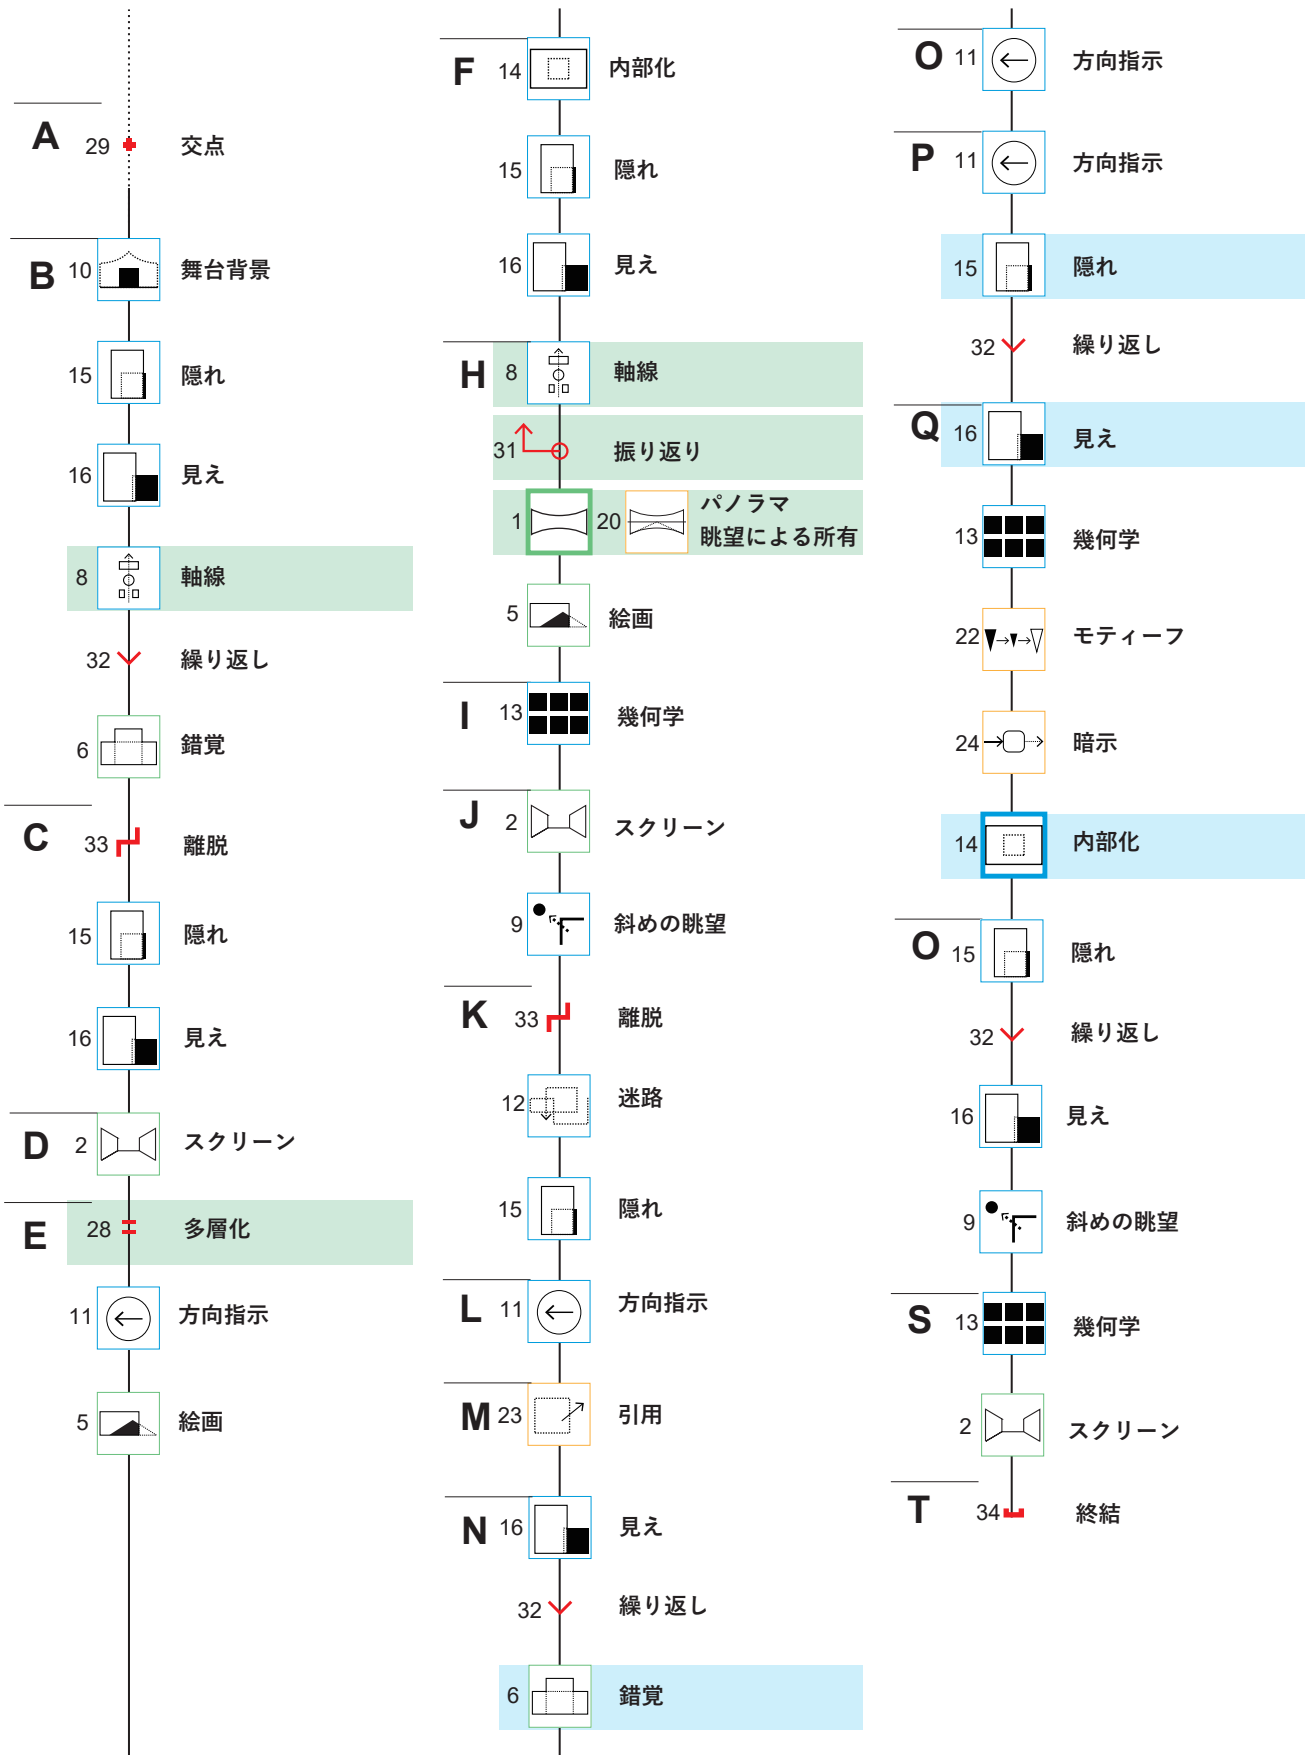 A
29 交点
B
10 舞台背景
15 隠れ
16 見え
8 軸線
32 繰り返し
6 錯覚
C
33 離脱
15 隠れ
16 見え
D
2 スクリーン
E
28 多層化
11 方向指示
5 絵画
F
14 内部化
15 隠れ
16 見え
H
8 軸線
31 振り返り
1 20 パノラマ
眺望による所有
5 絵画
I
13 幾何学
J
2 スクリーン
9 斜めの眺望
K
33 離脱
12 迷路
15 隠れ
L
11 方向指示
M
23 引用
N
16 見え
32 繰り返し
6 錯覚
O
11 方向指示
P
11 方向指示
15 隠れ
32 繰り返し
Q
16 見え
13 幾何学
22 モティーフ
24 暗示
14 内部化
O
15 隠れ
32 繰り返し
16 見え
9 斜めの眺望
S
13 幾何学
2 スクリーン
T
34 終結